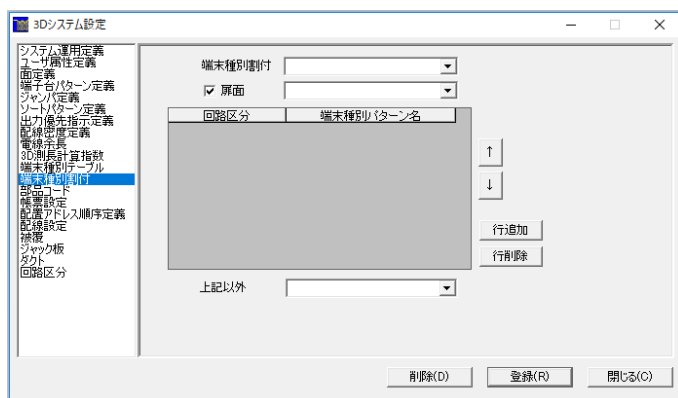 3Dシステム設定
システム運用定義
ユーザ属性定義
面定義
端子台パターン定義
ジャンパ定義
ソートパターン定義
出力優先指示定義
配線密度定義
電線余長
3D測長計算指数
端末種別テーブル
端末種別割付
部品コード
帳票設定
配置アドレス順序定義
配線設定
被覆
ジャック板
ダクト
回路区分
端末種別割付
扉面
回路区分 端末種別パターン名
↑
↓
行追加
行削除
上記以外
削除(D) 登録(R) 閉じる(C)